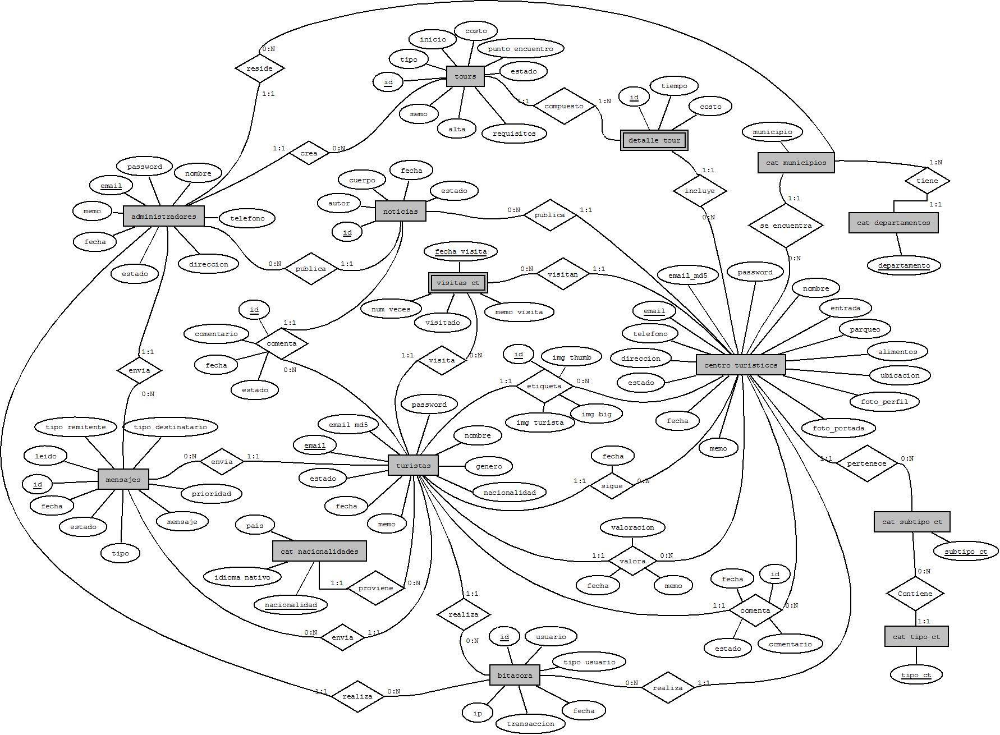 0:N
reside
1:1
inicio
costo
punto encuentro
tipo
tours
estado
id
memo
alta
requisitos
1:1
compuesto
1:N
id
tiempo
costo
detalle tour
1:1
incluye
0:N
municipio
cat municipios
1:N
tiene
1:1
cat departamentos
departamento
1:1
se encuentra
0:N
1:1
crea
0:N
password
nombre
email
memo
administradores
telefono
fecha
estado
direccion
fecha
cuerpo
estado
autor
noticias
id
0:N
publica
1:1
0:N
publica
1:1
fecha visita
visitas ct
num veces
visitado
memo visita
0:N
visitan
1:1
1:1
visita
0:N
id
1:1
comentario
comenta
fecha
0:N
estado
1:1
envia
0:N
email_md5
password
nombre
email
entrada
telefono
parqueo
direccion
alimentos
centro turisticos
ubicacion
estado
foto_perfil
fecha
foto_portada
memo
id
img thumb
1:1
etiqueta
0:N
img turista
img big
tipo remitente
tipo destinatario
leido
mensajes
id
prioridad
fecha
estado
mensaje
tipo
0:N
envia
1:1
password
email md5
nombre
email
turistas
genero
estado
nacionalidad
fecha
memo
fecha
1:1
sigue
0:N
1:1
pertenece
0:N
cat subtipo ct
subtipo ct
0:N
Contiene
1:1
cat tipo ct
tipo ct
pais
cat nacionalidades
idioma nativo
nacionalidad
1:1
proviene
0:N
valoracion
1:1
valora
0:N
fecha
memo
fecha
id
1:1
comenta
0:N
estado
comentario
0:N
envia
1:1
1:1
realiza
0:N
id
usuario
tipo usuario
bitacora
ip
transaccion
fecha
1:1
realiza
0:N
0:N
realiza
1:1